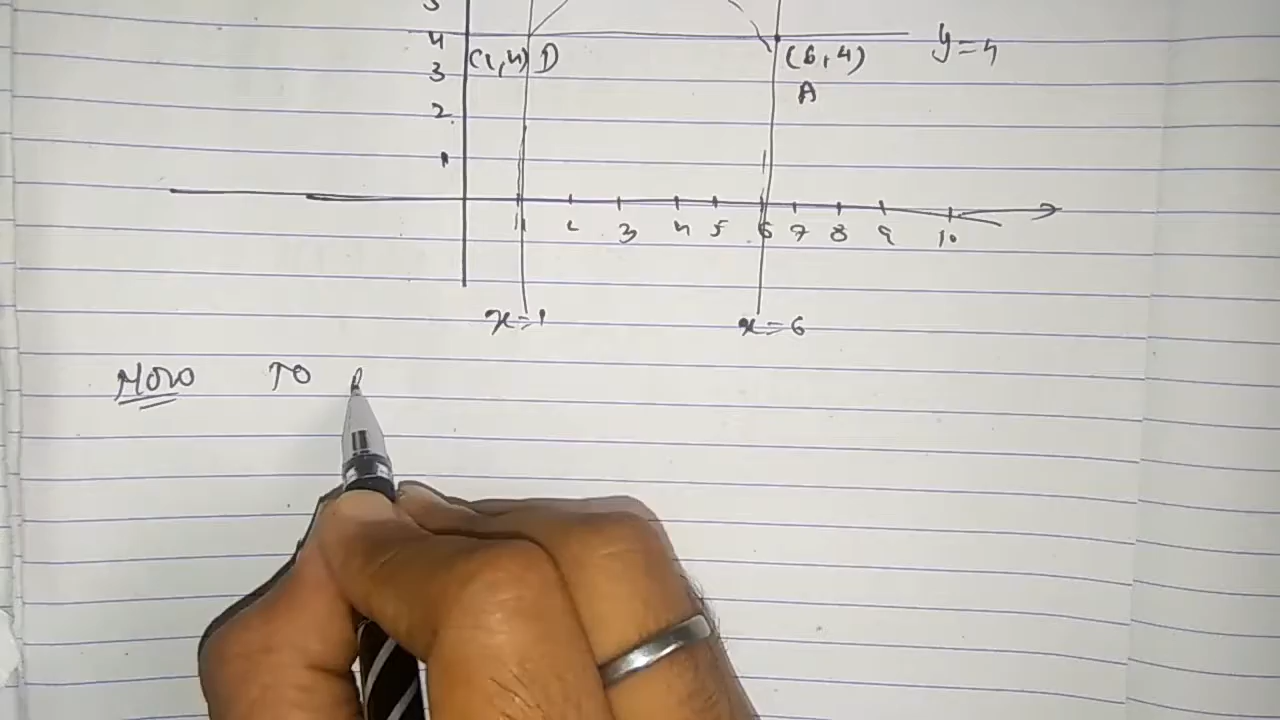 4 y=4
(1,4) D (6,4)
3
A
2
1
1 2 3 4 5 6 7 8 9 10
x=1 x=6
HOW TO